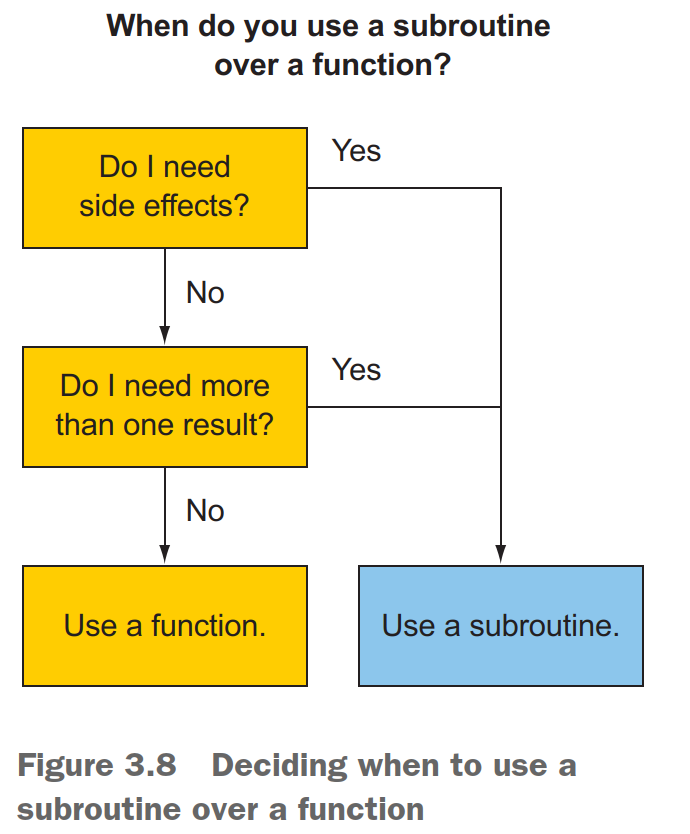 When do you use a subroutine
over a function?
Do I need
side effects?
Yes
No
Do I need more
than one result?
Yes
No
Use a function.
Use a subroutine.
Figure 3.8 Deciding when to use a
subroutine over a function